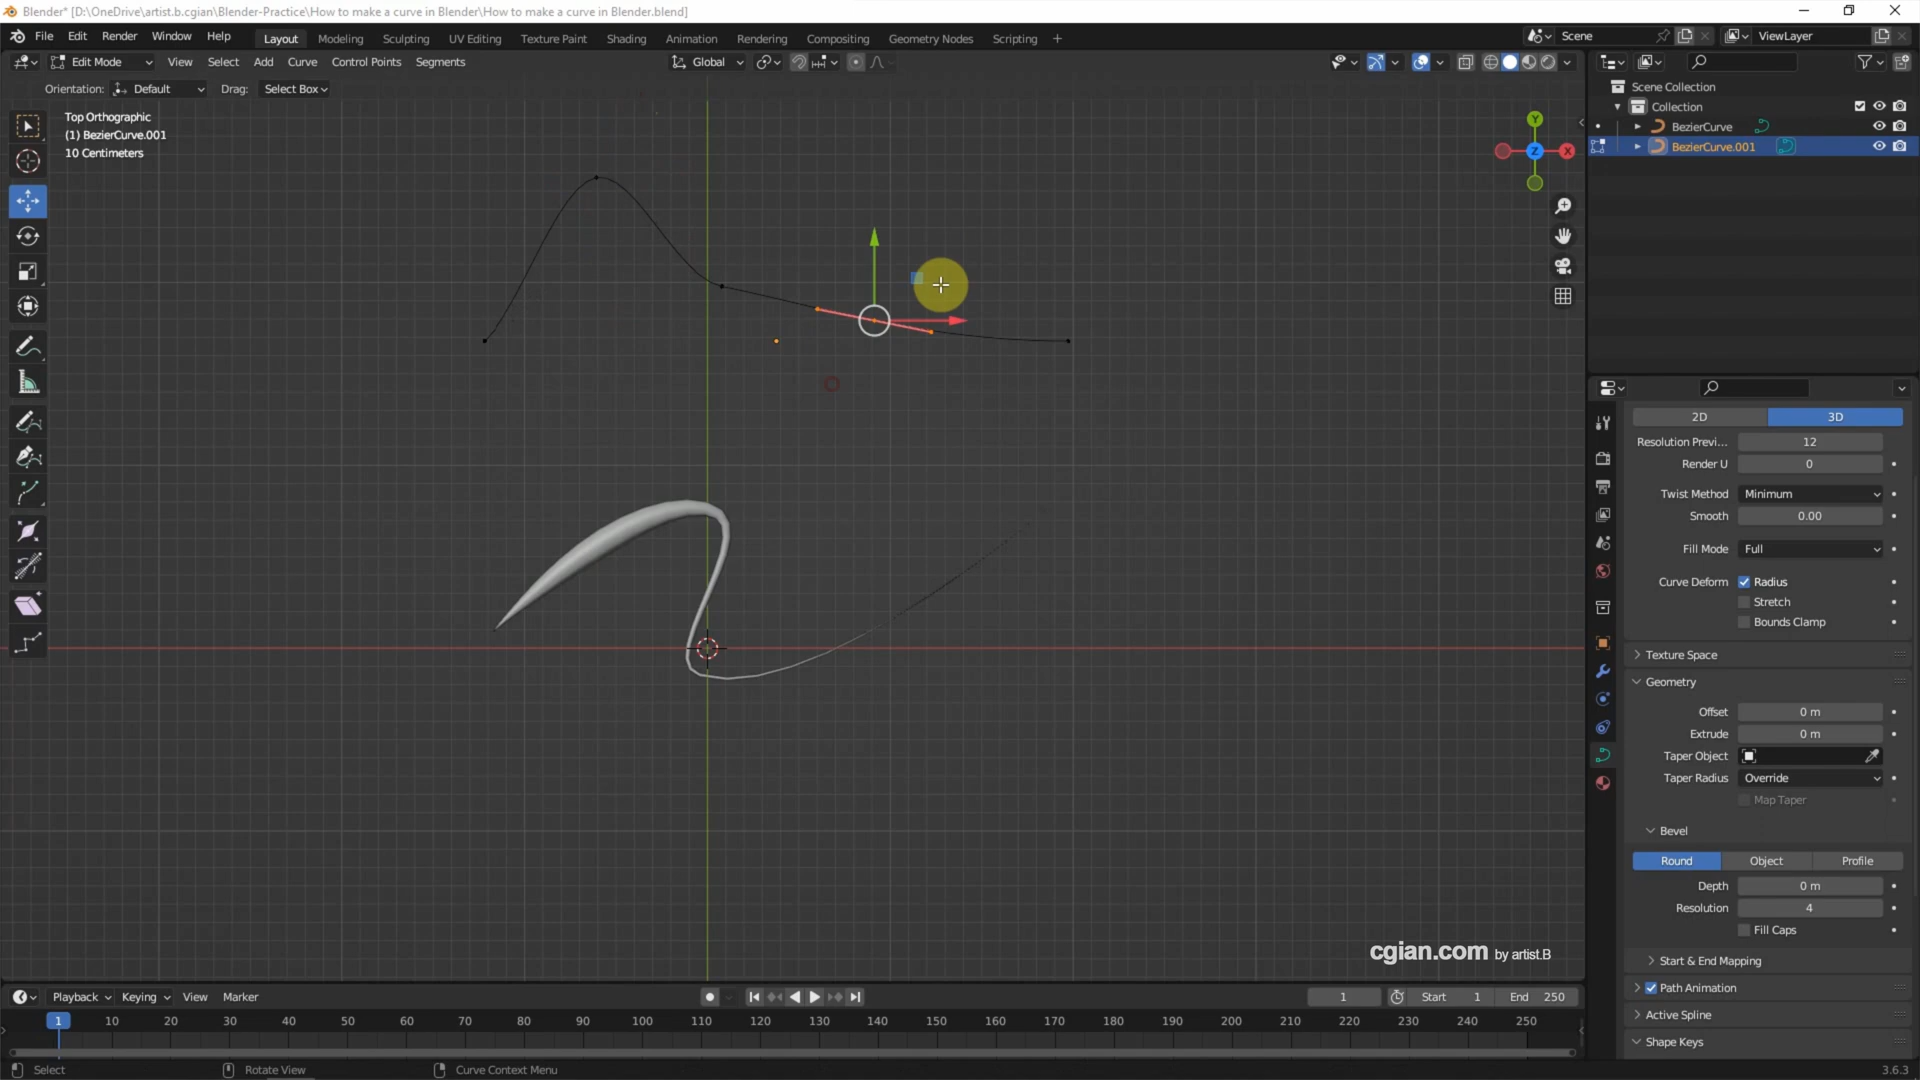 Blender* [D:\OneDrive\artist.b.cgian\Blender-Practice\How to make a curve in Blender\How to make a curve in Blender.blend]
File Edit Render Window Help Layout Modeling Sculpting UV Editing Texture Paint Shading Animation Rendering Compositing Geometry Nodes Scripting + Scene ViewLayer
Edit Mode View Select Add Curve Control Points Segments Global
Orientation: Default Drag: Select Box
Top Orthographic
(1) BezierCurve.001
10 Centimeters
Y
Z
X
Scene Collection
Collection
BezierCurve
BezierCurve.001
2D 3D
Resolution Previ... 12
Render U 0
Twist Method Minimum
Smooth 0.00
Fill Mode Full
Curve Deform Radius
Stretch
Bounds Clamp
Texture Space
Geometry
Offset 0 m
Extrude 0 m
Taper Object
Taper Radius Override
Map Taper
Bevel
Round Object Profile
Depth 0 m
Resolution 4
Fill Caps
Start & End Mapping
Path Animation
Active Spline
Shape Keys
cgian.com by artist.B
Playback Keying View Marker 1 Start 1 End 250
1 10 20 30 40 50 60 70 80 90 100 110 120 130 140 150 160 170 180 190 200 210 220 230 240 250
Select Rotate View Curve Context Menu 3.6.3